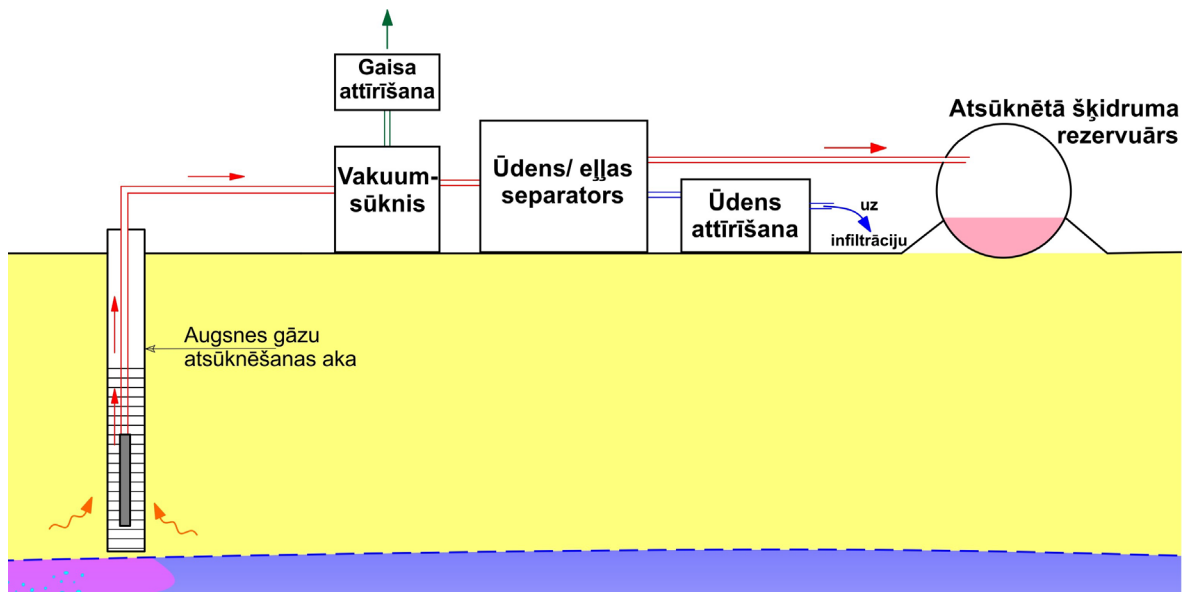 Gaisa
attīrīšana
Atsūknētā šķidruma
rezervuārs
Vakuum-
sūknis
Ūdens/ eļļas
separators
Ūdens
attīrīšana
uz
infiltrāciju
Augsnes gāzu
atsūknēšanas aka